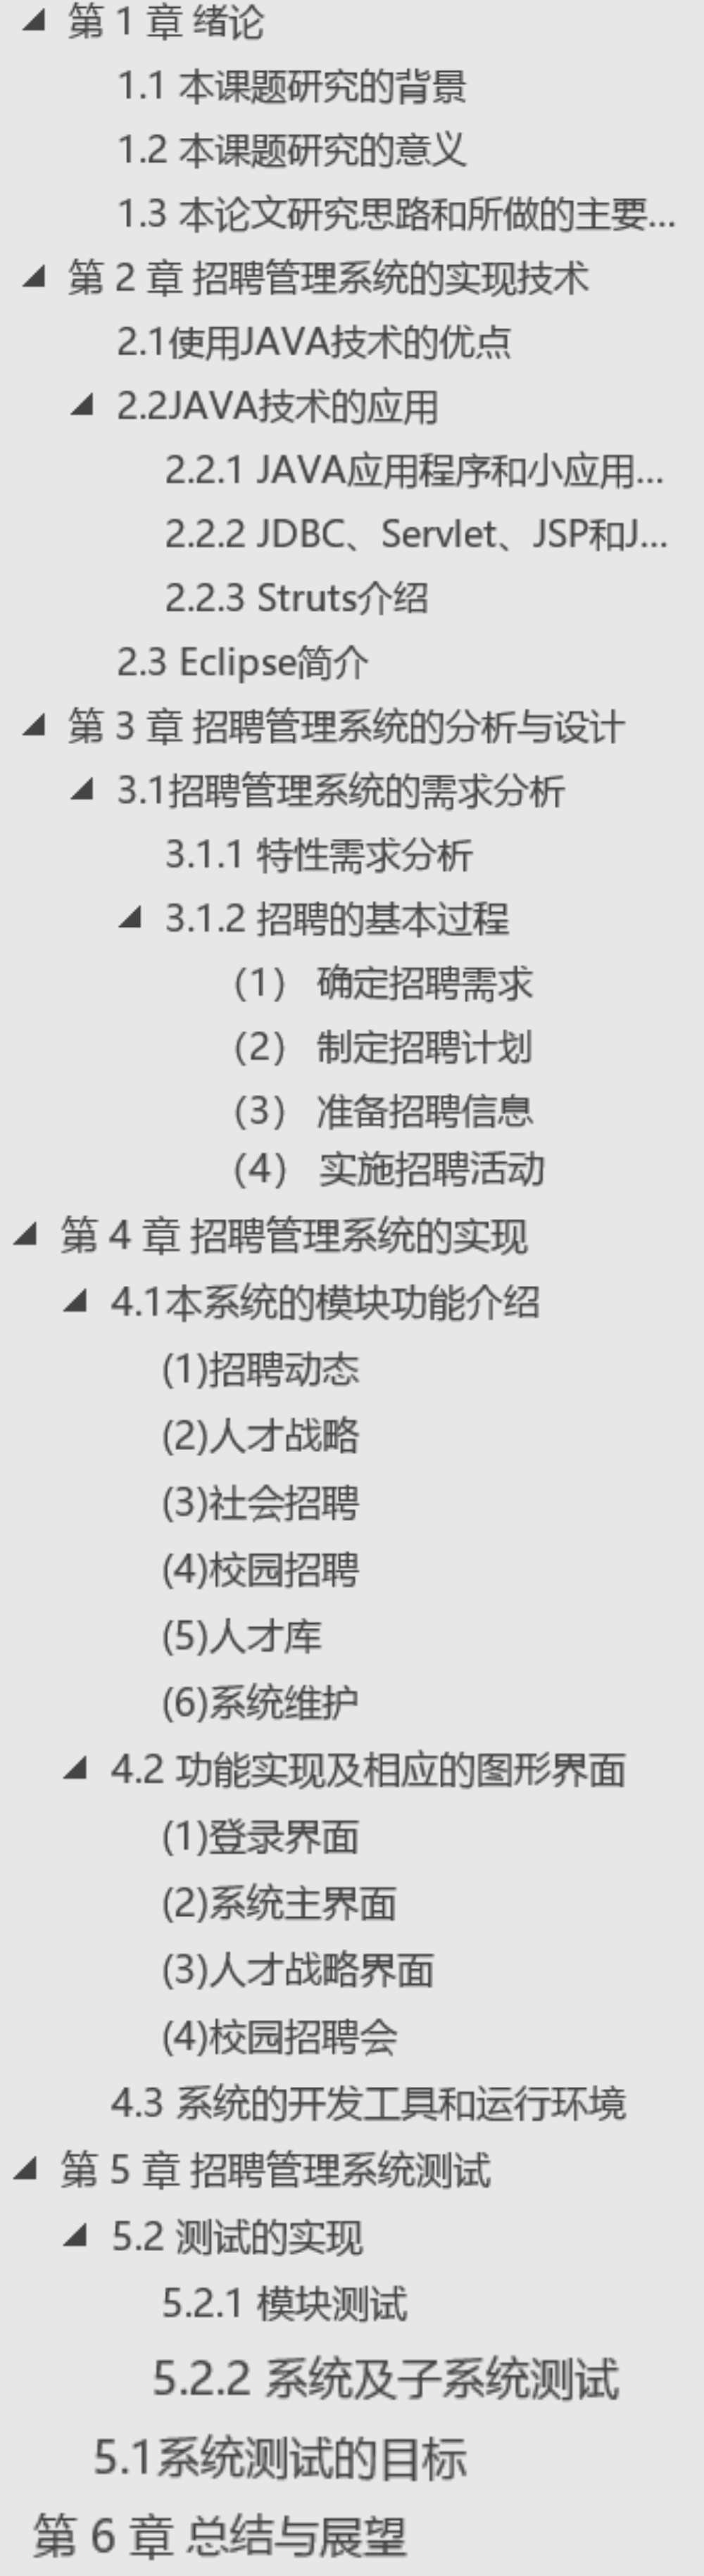 第 1 章 绪论
1.1 本课题研究的背景
1.2 本课题研究的意义
1.3 本论文研究思路和所做的主要...
第 2 章 招聘管理系统的实现技术
2.1使用JAVA技术的优点
2.2JAVA技术的应用
2.2.1 JAVA应用程序和小应用...
2.2.2 JDBC、Servlet、JSP和J...
2.2.3 Struts介绍
2.3 Eclipse简介
第 3 章 招聘管理系统的分析与设计
3.1招聘管理系统的需求分析
3.1.1 特性需求分析
3.1.2 招聘的基本过程
（1） 确定招聘需求
（2） 制定招聘计划
（3） 准备招聘信息
（4） 实施招聘活动
第 4 章 招聘管理系统的实现
4.1本系统的模块功能介绍
(1)招聘动态
(2)人才战略
(3)社会招聘
(4)校园招聘
(5)人才库
(6)系统维护
4.2 功能实现及相应的图形界面
(1)登录界面
(2)系统主界面
(3)人才战略界面
(4)校园招聘会
4.3 系统的开发工具和运行环境
第 5 章 招聘管理系统测试
5.2 测试的实现
5.2.1 模块测试
5.2.2 系统及子系统测试
5.1系统测试的目标
第 6 章 总结与展望